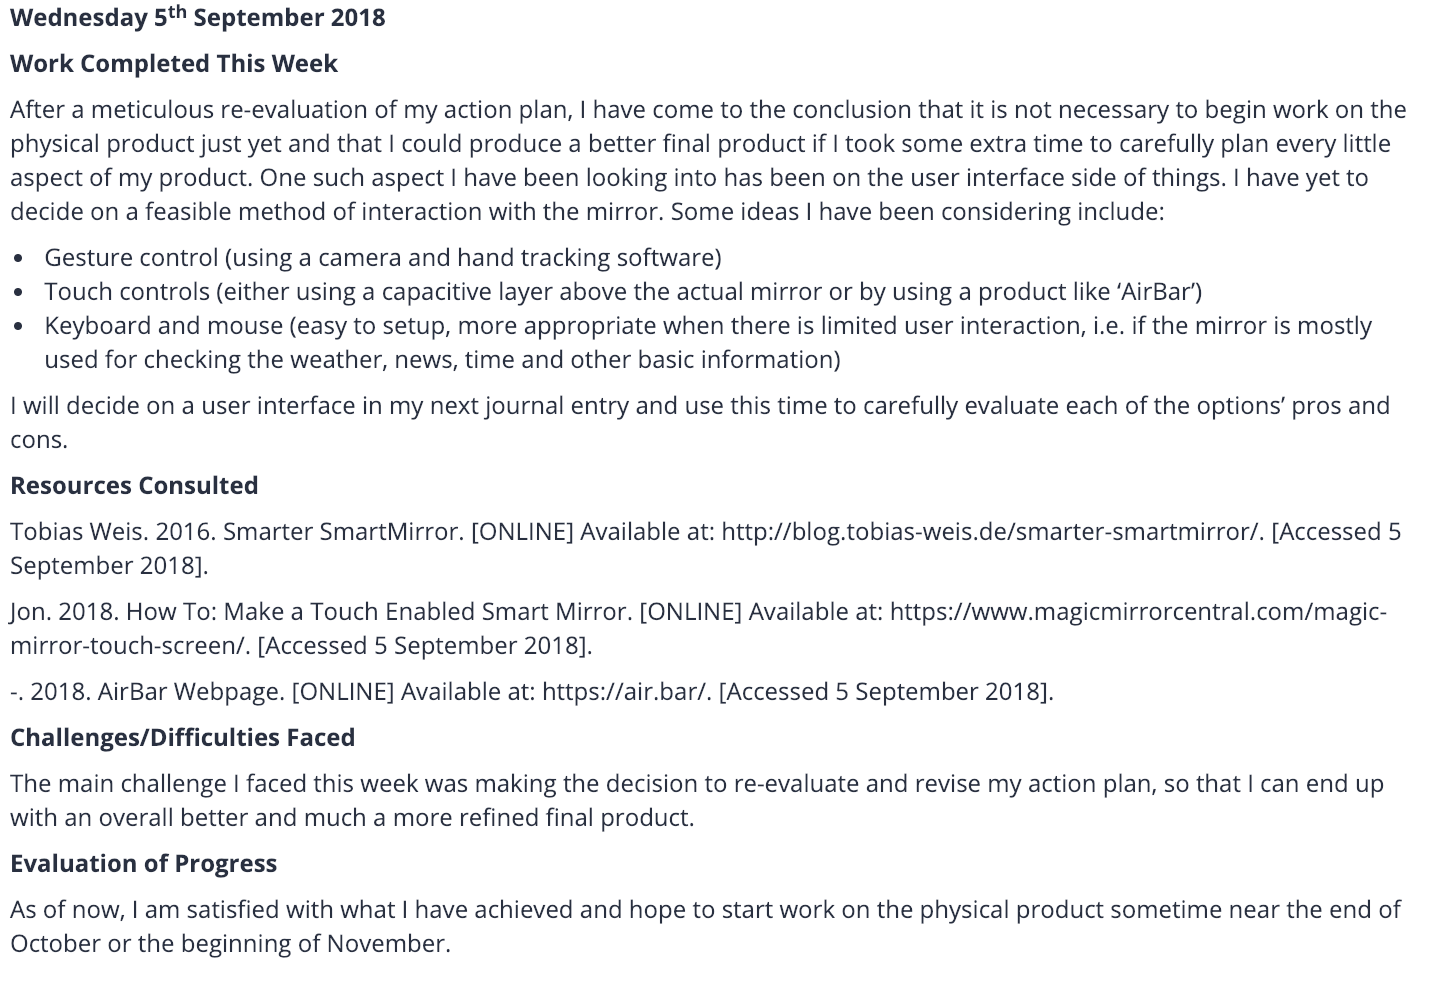 Wednesday 5th September 2018
Work Completed This Week
After a meticulous re-evaluation of my action plan, I have come to the conclusion that it is not necessary to begin work on the
physical product just yet and that I could produce a better final product if I took some extra time to carefully plan every little
aspect of my product. One such aspect I have been looking into has been on the user interface side of things. I have yet to
decide on a feasible method of interaction with the mirror. Some ideas I have been considering include:
• Gesture control (using a camera and hand tracking software)
• Touch controls (either using a capacitive layer above the actual mirror or by using a product like ‘AirBar’)
• Keyboard and mouse (easy to setup, more appropriate when there is limited user interaction, i.e. if the mirror is mostly
used for checking the weather, news, time and other basic information)
I will decide on a user interface in my next journal entry and use this time to carefully evaluate each of the options’ pros and
cons.
Resources Consulted
Tobias Weis. 2016. Smarter SmartMirror. [ONLINE] Available at: http://blog.tobias-weis.de/smarter-smartmirror/. [Accessed 5
September 2018].
Jon. 2018. How To: Make a Touch Enabled Smart Mirror. [ONLINE] Available at: https://www.magicmirrorcentral.com/magic-
mirror-touch-screen/. [Accessed 5 September 2018].
-. 2018. AirBar Webpage. [ONLINE] Available at: https://air.bar/. [Accessed 5 September 2018].
Challenges/Difficulties Faced
The main challenge I faced this week was making the decision to re-evaluate and revise my action plan, so that I can end up
with an overall better and much a more refined final product.
Evaluation of Progress
As of now, I am satisfied with what I have achieved and hope to start work on the physical product sometime near the end of
October or the beginning of November.